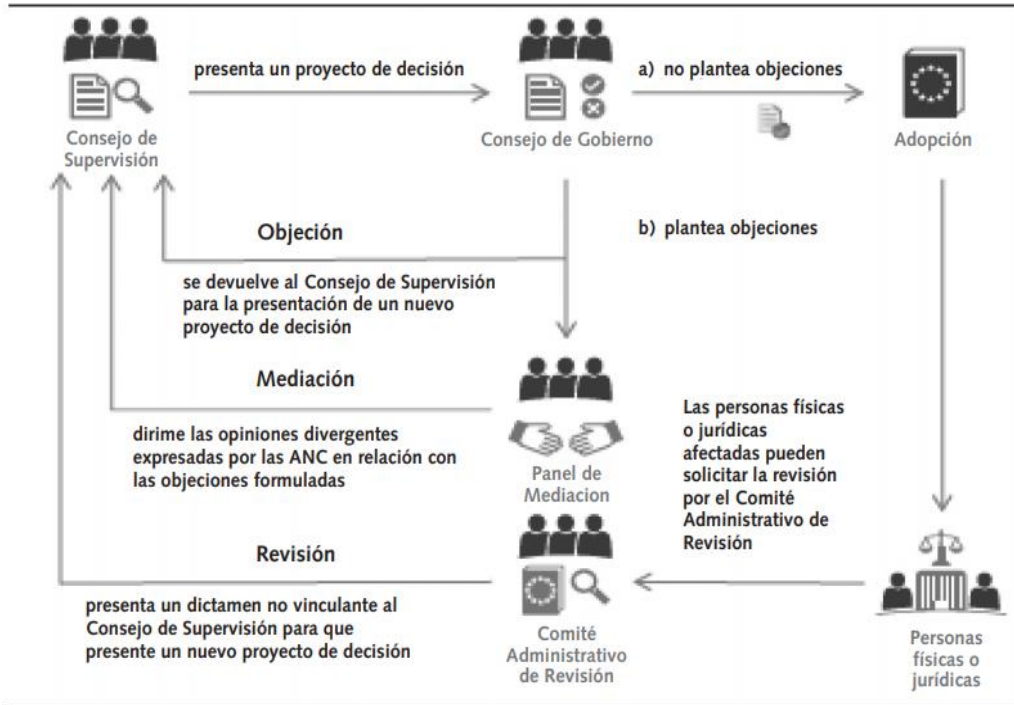 presenta un proyecto de decisión
a) no plantea objeciones
Consejo de
Supervisión
Consejo de Gobierno
Adopción
b) plantea objeciones
Objeción
se devuelve al Consejo de Supervisión
para la presentación de un nuevo
proyecto de decisión
Mediación
dirime las opiniones divergentes
expresadas por las ANC en relación con
las objeciones formuladas
Panel de
Mediacion
Las personas físicas
o jurídicas
afectadas pueden
solicitar la revisión
por el Comité
Administrativo de
Revisión
Revisión
presenta un dictamen no vinculante al
Consejo de Supervisión para que
presente un nuevo proyecto de decisión
Comité
Administrativo
de Revisión
Personas
físicas o
jurídicas